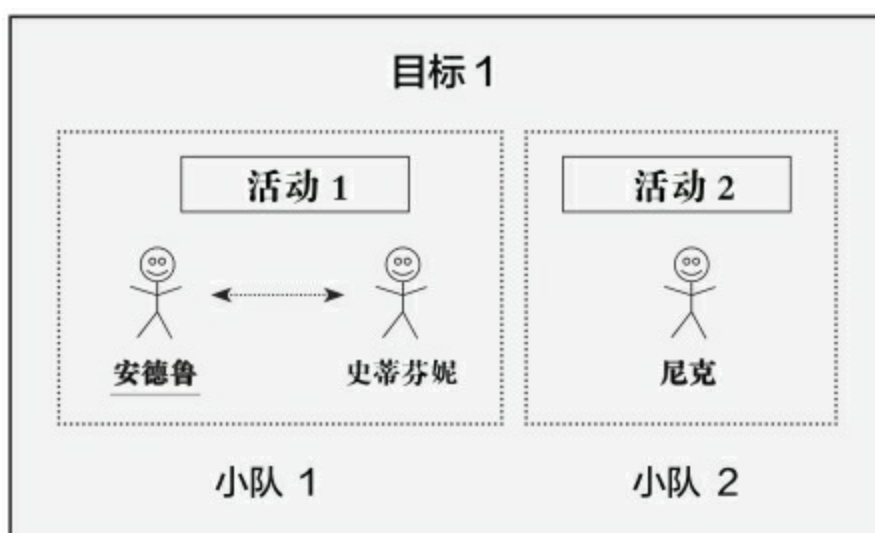 目标 1
活动 1
活动 2
安德鲁
史蒂芬妮
尼克
小队 1
小队 2